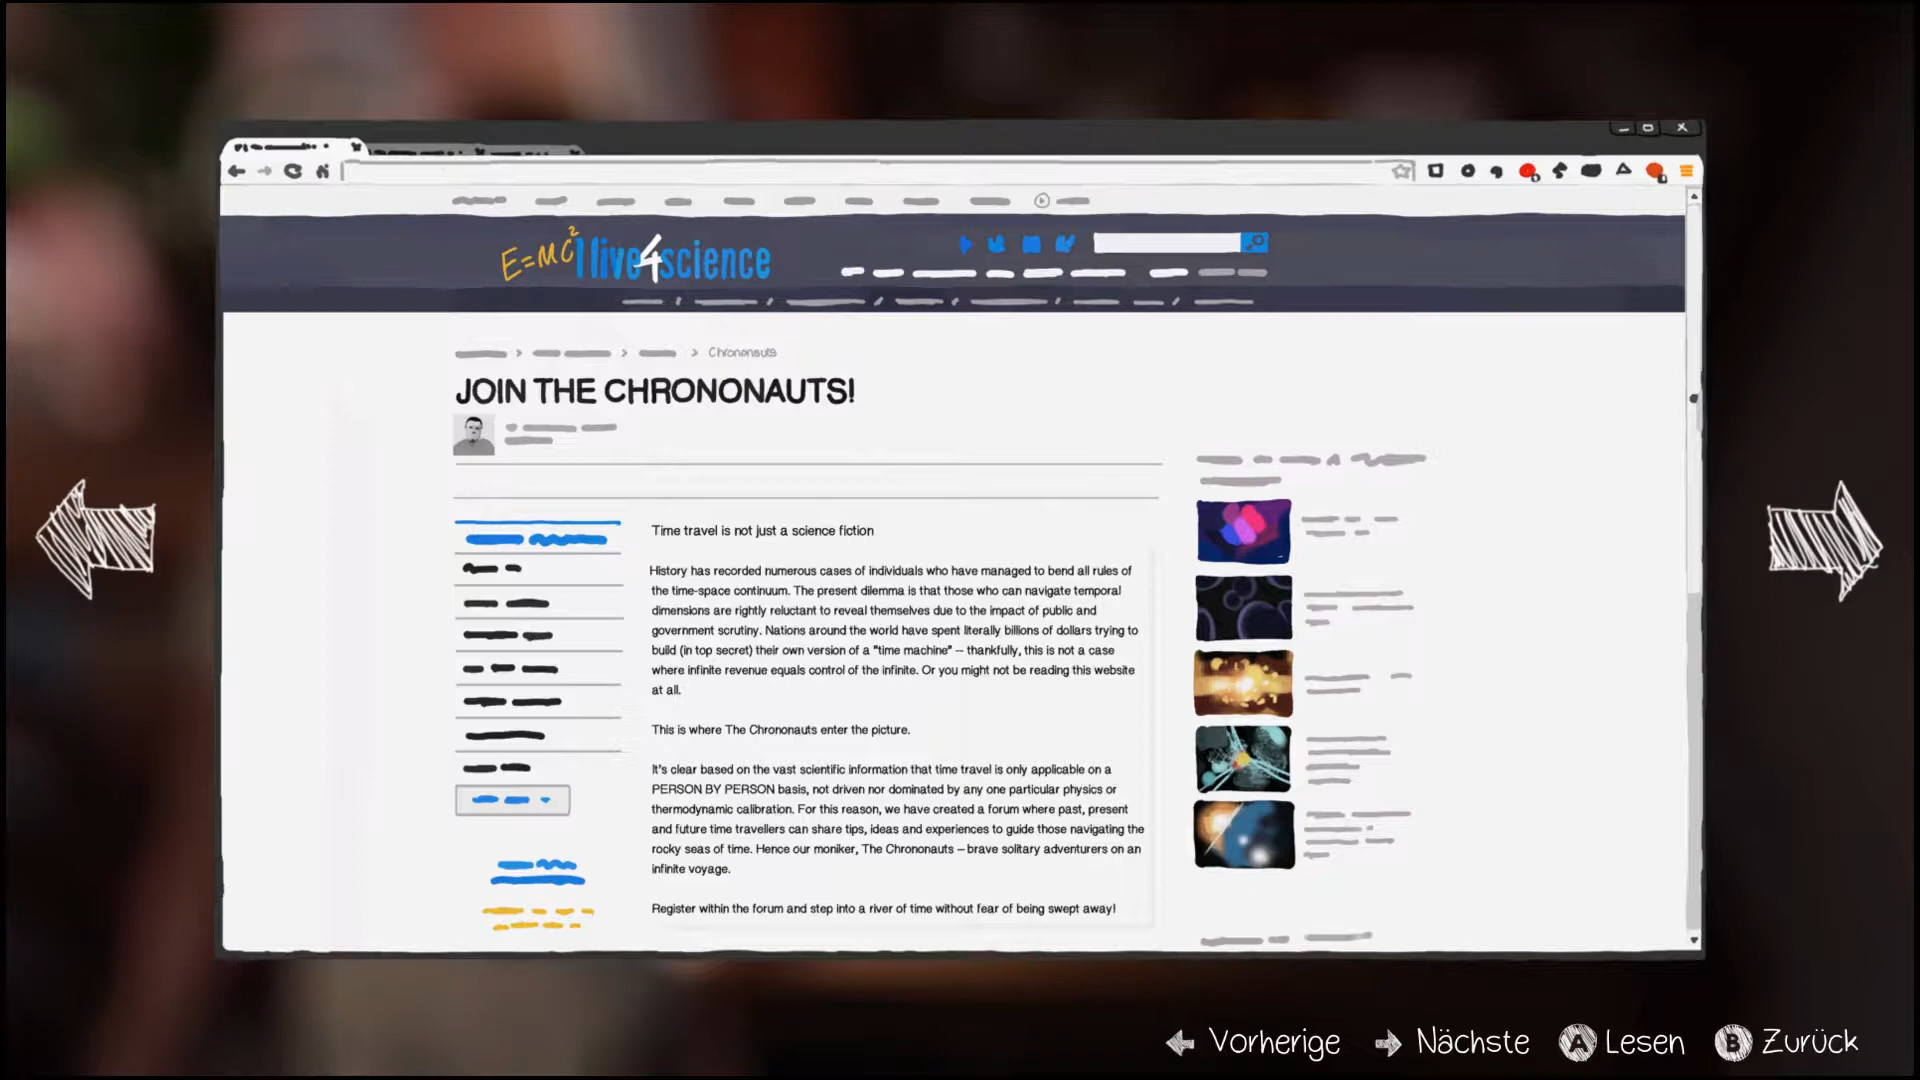 E=MC² I live4science
Chrononauts
JOIN THE CHRONONAUTS!
Time travel is not just a science fiction
History has recorded numerous cases of individuals who have managed to bend all rules of
the time-space continuum. The present dilemma is that those who can navigate temporal
dimensions are rightly reluctant to reveal themselves due to the impact of public and
government scrutiny. Nations around the world have spent literally billions of dollars trying to
build (in top secret) their own version of a "time machine" – thankfully, this is not a case
where infinite revenue equals control of the infinite. Or you might not be reading this website
at all.
This is where The Chrononauts enter the picture.
It's clear based on the vast scientific information that time travel is only applicable on a
PERSON BY PERSON basis, not driven nor dominated by any one particular physics or
thermodynamic calibration. For this reason, we have created a forum where past, present
and future time travellers can share tips, ideas and experiences to guide those navigating the
rocky seas of time. Hence our moniker, The Chrononauts – brave solitary adventurers on an
infinite voyage.
Register within the forum and step into a river of time without fear of being swept away!
Vorherige Nächste A Lesen B Zurück